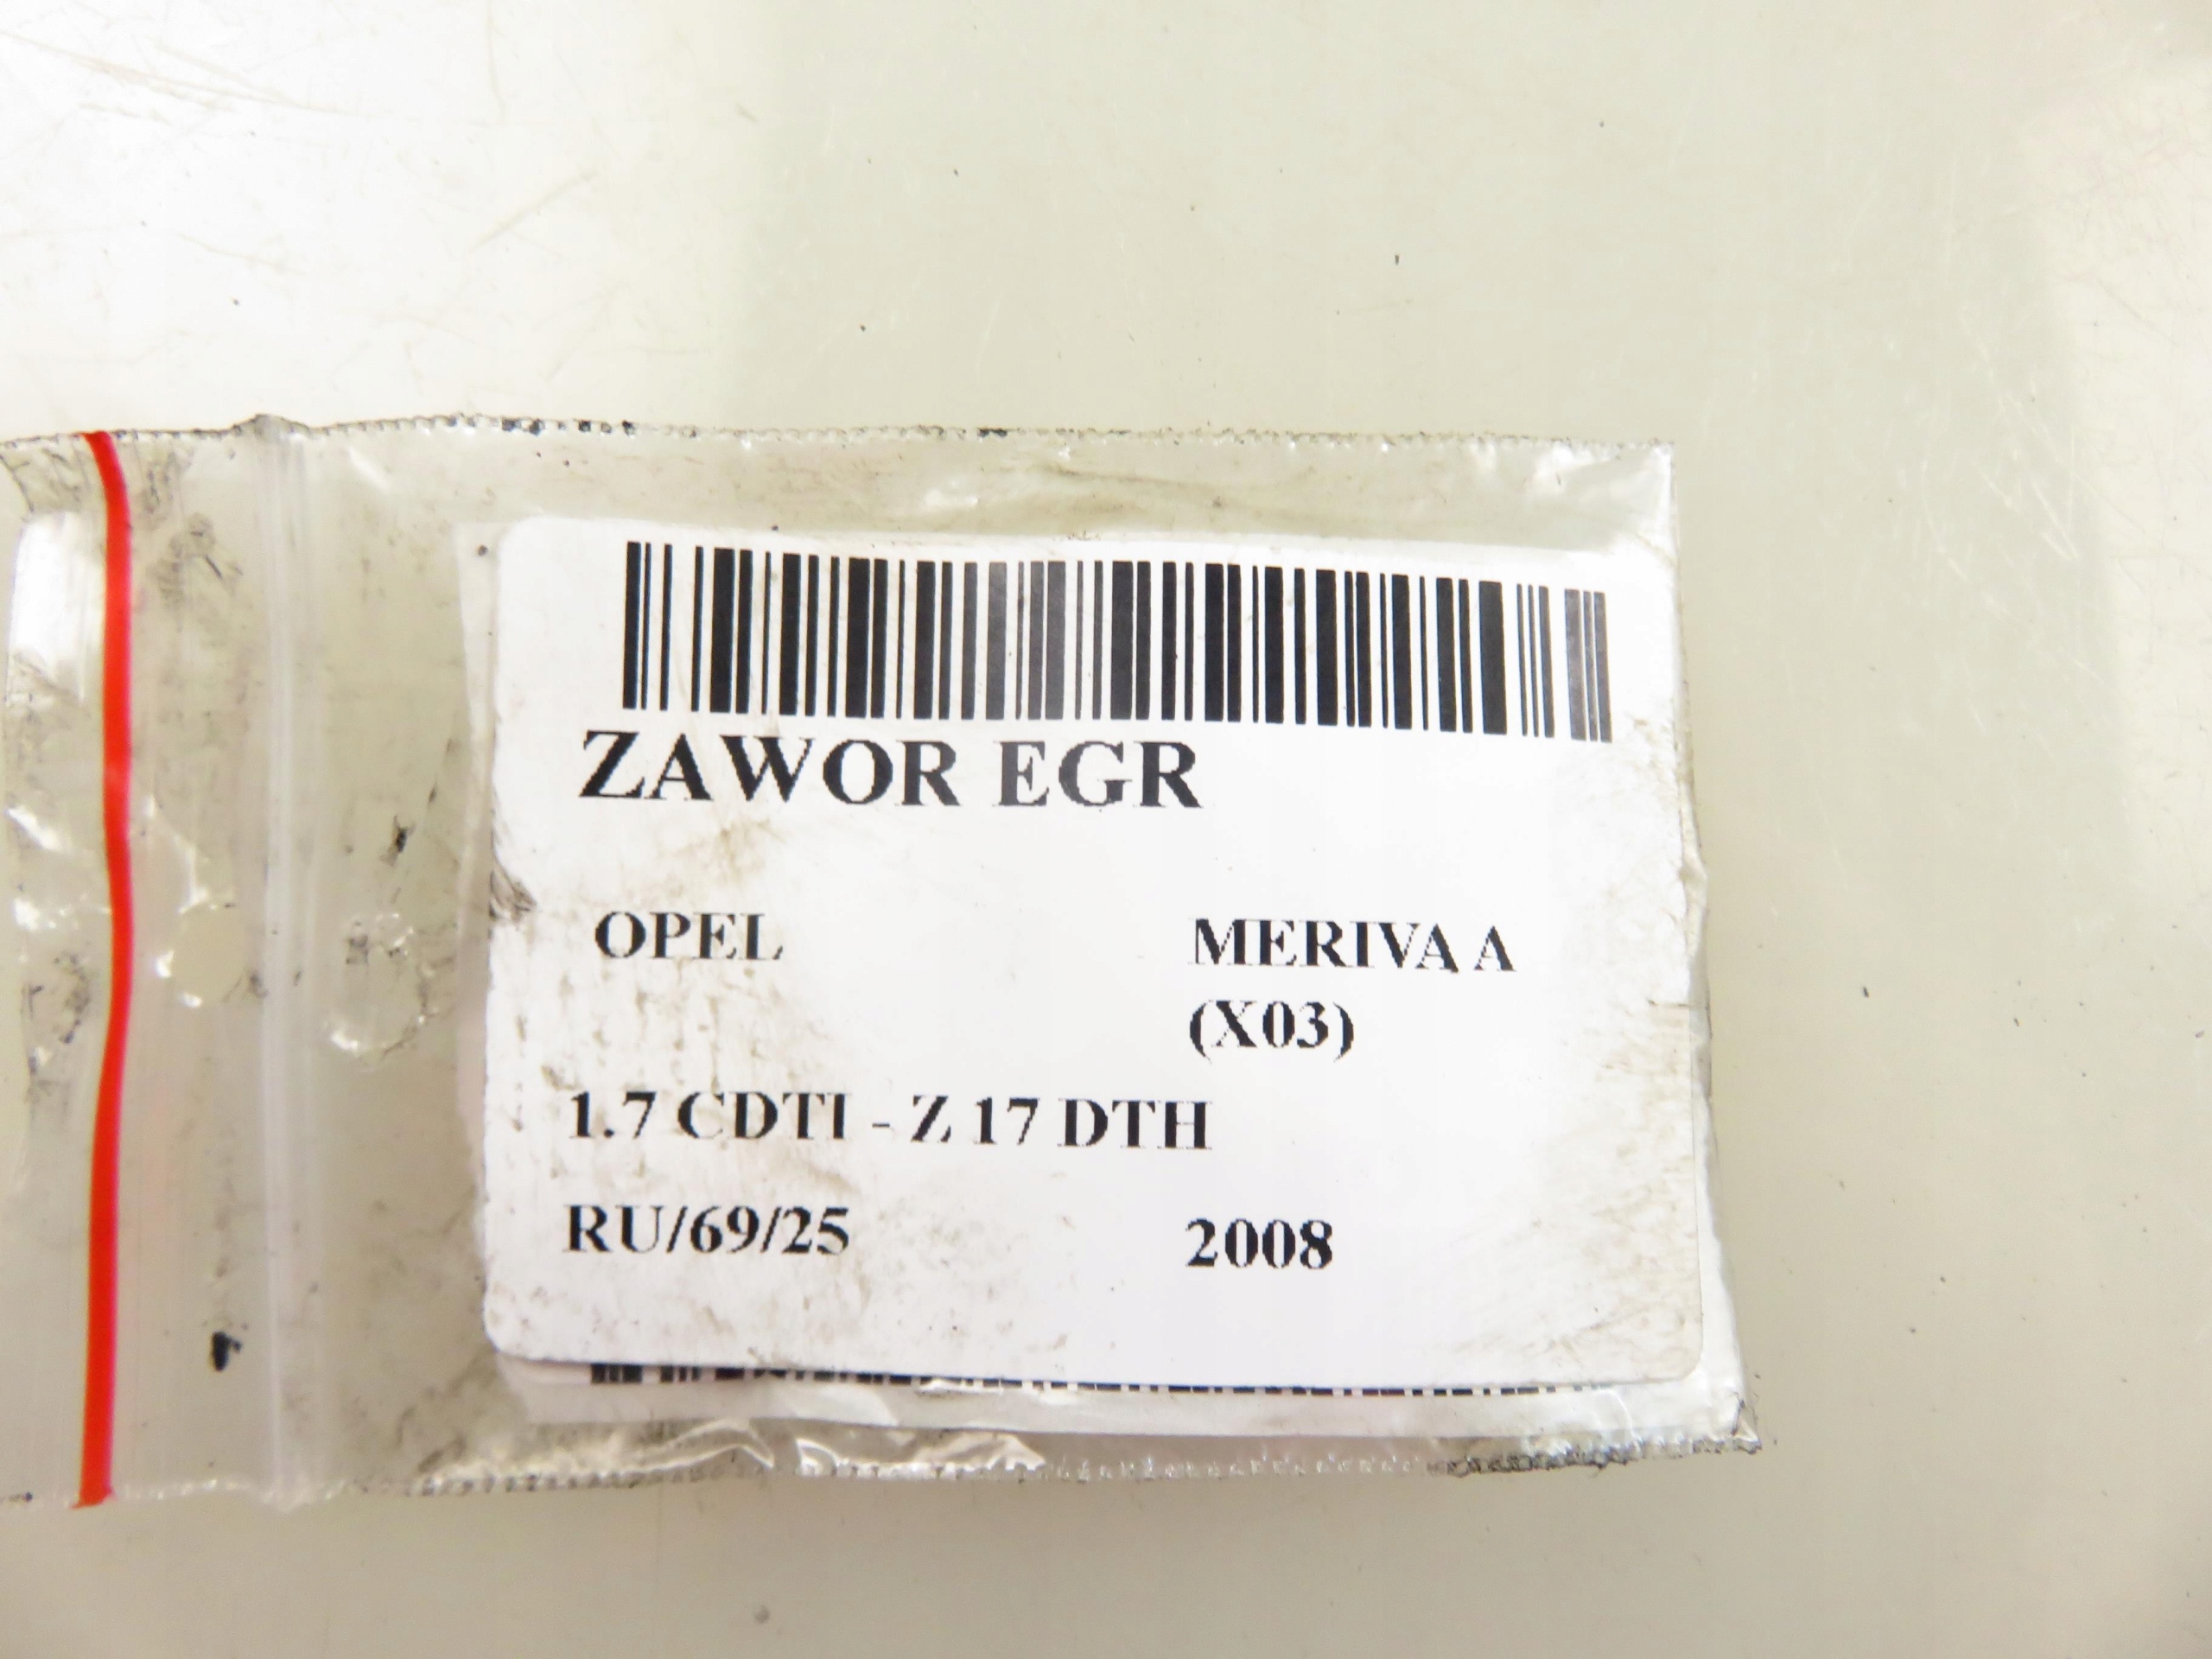 ZAWOR EGR
OPEL MERIVA A
(X03)
1.7 CDTI - Z 17 DTH
RU/69/25 2008